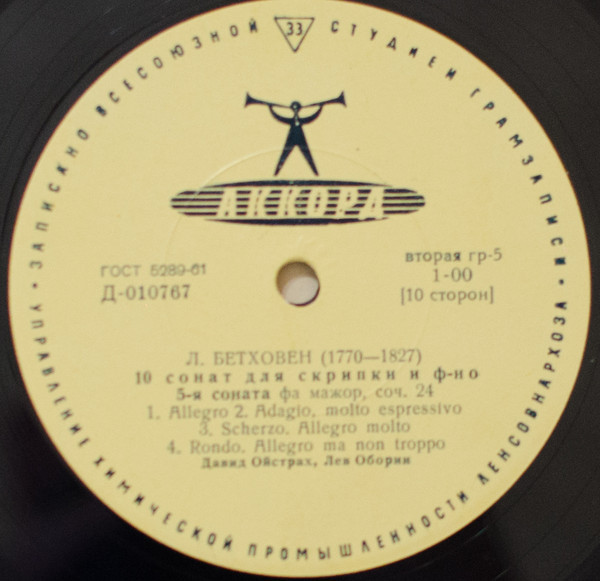 ЗАПИСАНО ВСЕСОЮЗНОЙ СТУДИЕЙ ГРАМЗАПИСИ
33
АККОРД
ГОСТ 5289-61
Д-010767
вторая гр-5
1-00
[10 сторон]
Л. БЕТХОВЕН (1770—1827)
10 сонат для скрипки и ф-но
5-я соната фа мажор, соч. 24
1. Allegro 2. Adagio, molto espressivo
3. Scherzo. Allegro molto
4. Rondo. Allegro ma non troppo
Давид Ойстрах, Лев Оборин
УПРАВЛЕНИЕ ХИМИЧЕСКОЙ ПРОМЫШЛЕННОСТИ ЛЕНСОВНАРХОЗА